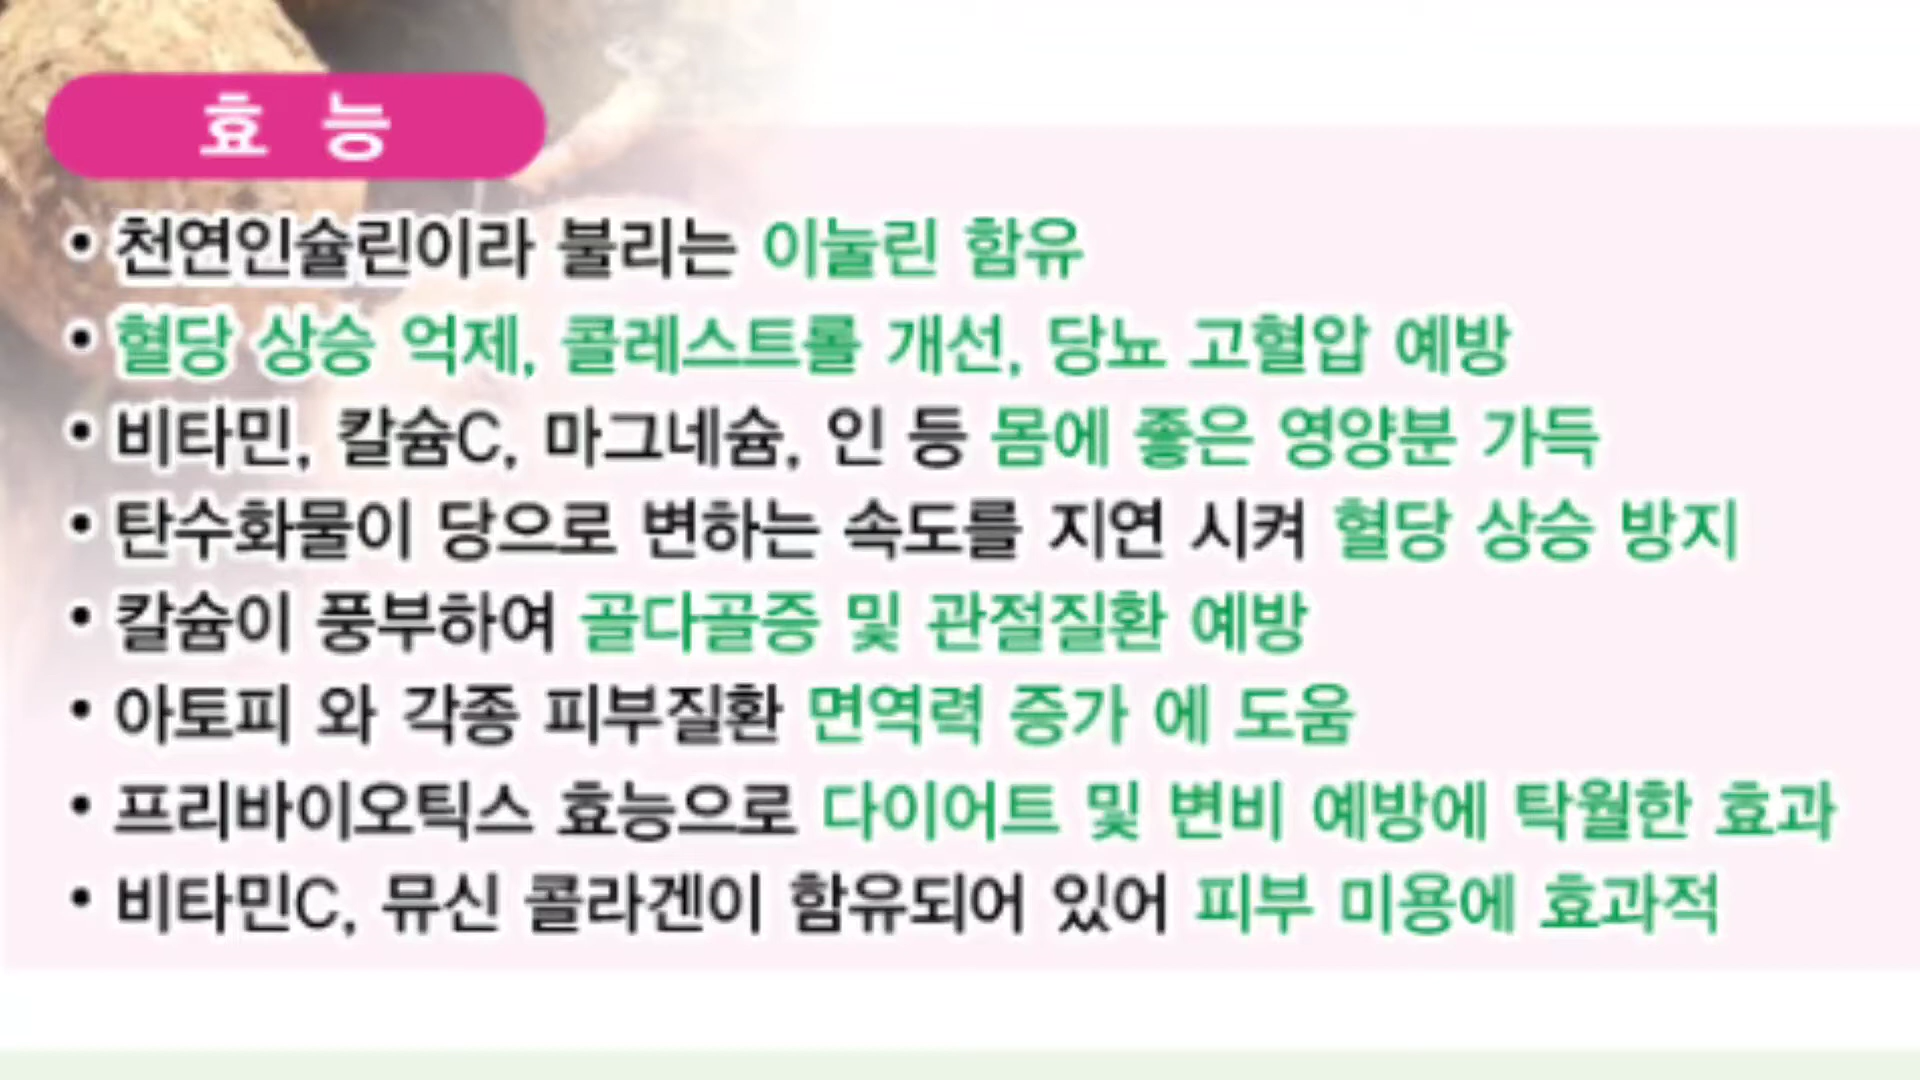 효 능
• 천연인슐린이라 불리는 이눌린 함유
• 혈당 상승 억제, 콜레스트롤 개선, 당뇨 고혈압 예방
• 비타민, 칼슘C, 마그네슘, 인 등 몸에 좋은 영양분 가득
• 탄수화물이 당으로 변하는 속도를 지연 시켜 혈당 상승 방지
• 칼슘이 풍부하여 골다골증 및 관절질환 예방
• 아토피 와 각종 피부질환 면역력 증가 에 도움
• 프리바이오틱스 효능으로 다이어트 및 변비 예방에 탁월한 효과
• 비타민C, 뮤신 콜라겐이 함유되어 있어 피부 미용에 효과적